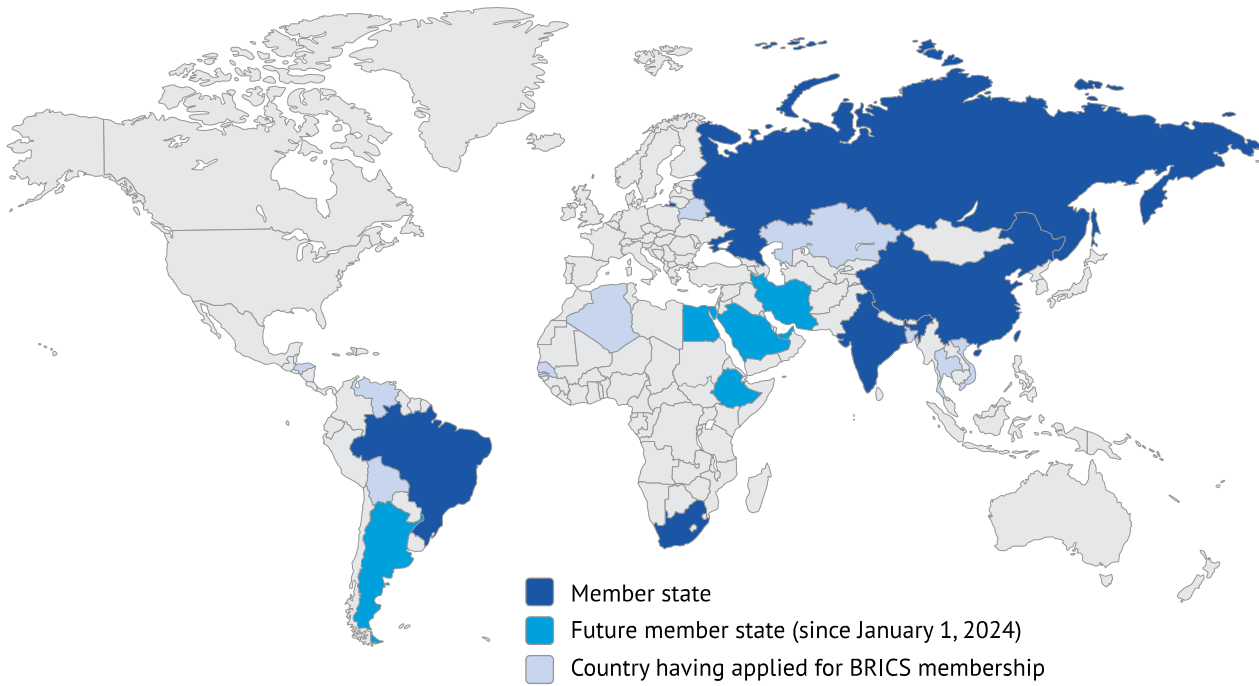 Member state
Future member state (since January 1, 2024)
Country having applied for BRICS membership